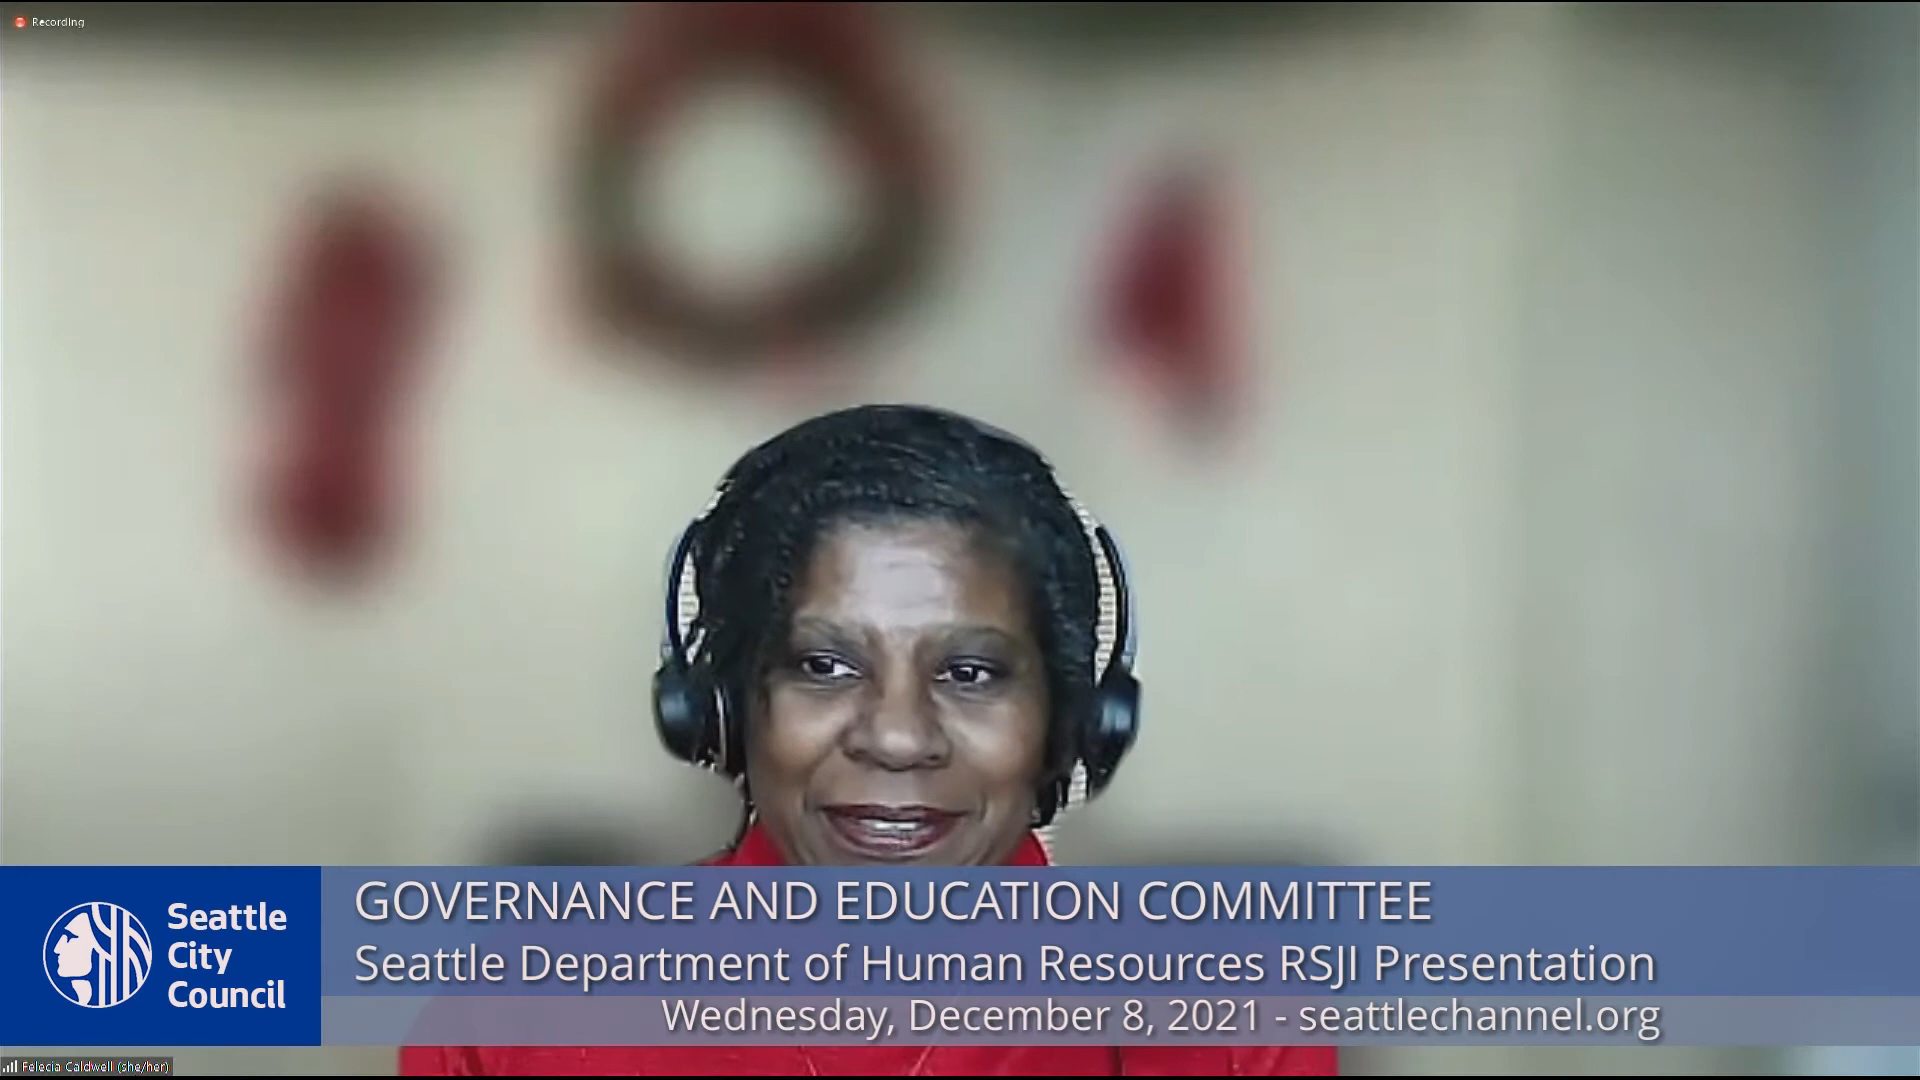 Recording
Seattle
City
Council
GOVERNANCE AND EDUCATION COMMITTEE
Seattle Department of Human Resources RSJI Presentation
Wednesday, December 8, 2021 - seattlechannel.org
Felecia Caldwell (she/her)